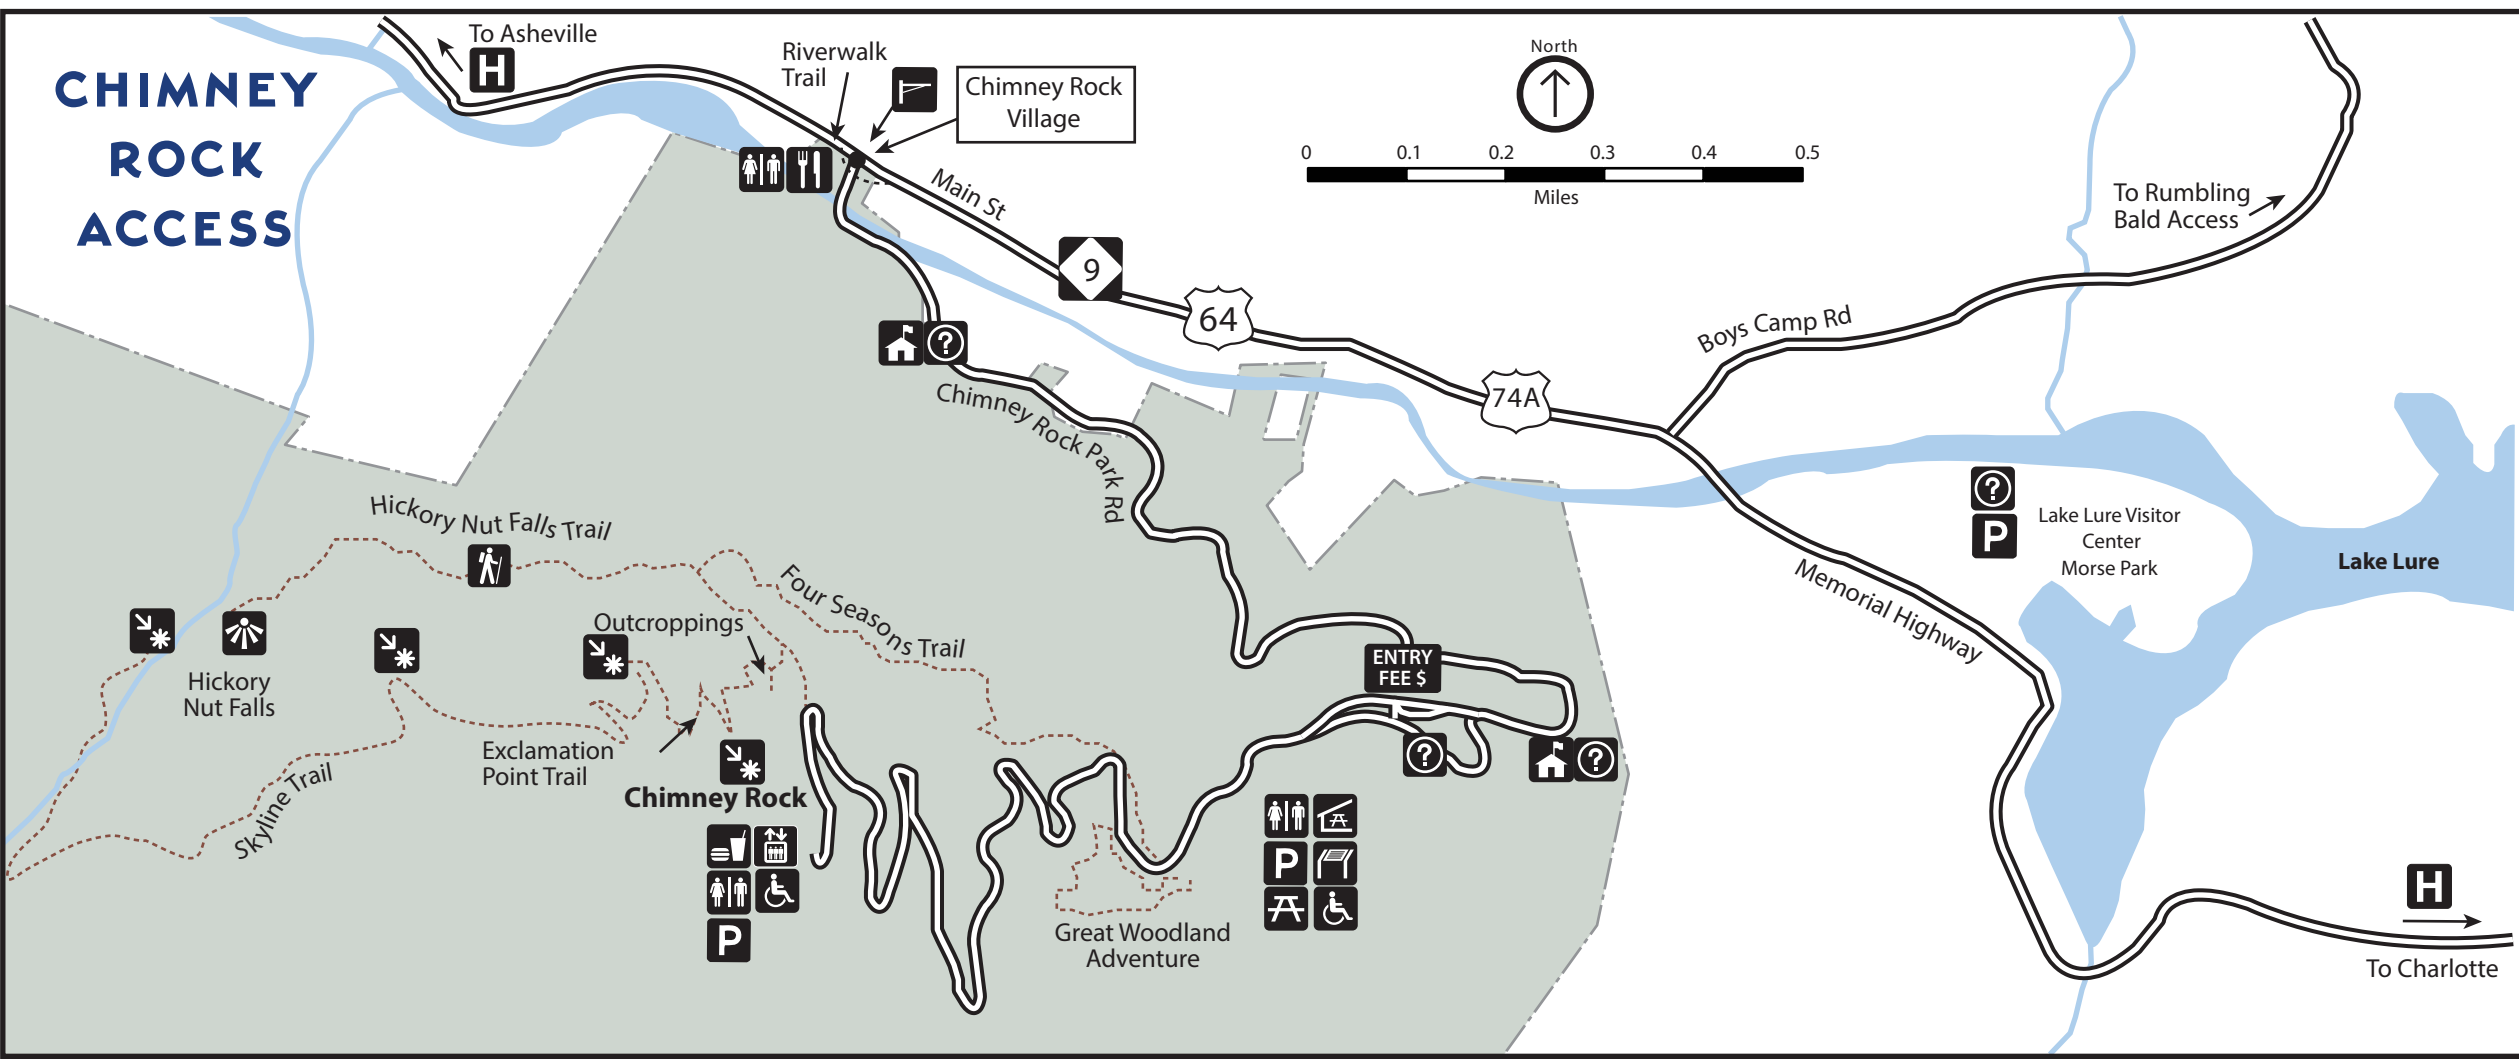 CHIMNEY
ROCK
ACCESS
To Asheville
H
Riverwalk
Trail
Chimney Rock
Village
North
0 0.1 0.2 0.3 0.4 0.5
Miles
Main St
9
64
74A
To Rumbling
Bald Access
Boys Camp Rd
?
Chimney Rock Park Rd
?
P
Lake Lure Visitor
Center
Morse Park
Lake Lure
Memorial Highway
Hickory Nut Falls Trail
Four Seasons Trail
Outcroppings
ENTRY
FEE $
Hickory
Nut Falls
Exclamation
Point Trail
Skyline Trail
Chimney Rock
?
?
P
P
Great Woodland
Adventure
H
To Charlotte